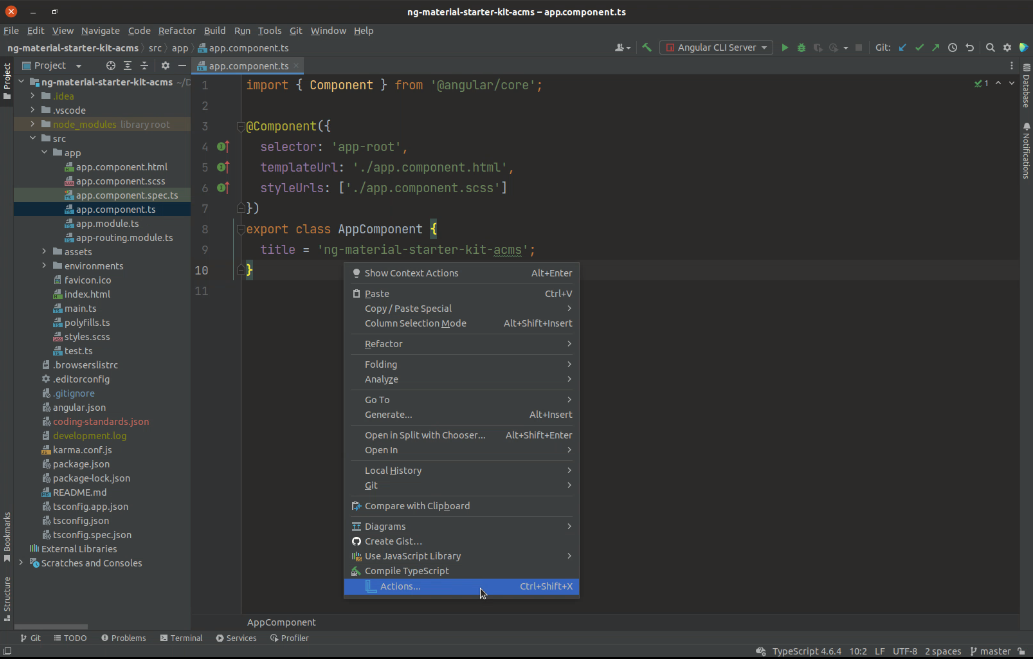 ng-material-starter-kit-acms – app.component.ts
File Edit View Navigate Code Refactor Build Run Tools Git Window Help
ng-material-starter-kit-acms › src › app › app.component.ts
Angular CLI Server
Git:
Project
app.component.ts
Project
ng-material-starter-kit-acms ~/D
.idea
.vscode
node_modules library root
src
app
app.component.html
app.component.scss
app.component.spec.ts
app.component.ts
app.module.ts
app-routing.module.ts
assets
environments
favicon.ico
index.html
main.ts
polyfills.ts
styles.scss
test.ts
.browserslistrc
.editorconfig
.gitignore
angular.json
coding-standards.json
development.log
karma.conf.js
package.json
package-lock.json
README.md
tsconfig.app.json
tsconfig.json
tsconfig.spec.json
External Libraries
Scratches and Consoles
Bookmarks
Structure
1 import { Component } from '@angular/core';
2
3 @Component({
4 selector: 'app-root',
5 templateUrl: './app.component.html',
6 styleUrls: ['./app.component.scss']
7 })
8 export class AppComponent {
9 title = 'ng-material-starter-kit-acms';
10 }
11
1
Database
Notifications
Show Context Actions Alt+Enter
Paste Ctrl+V
Copy / Paste Special
Column Selection Mode Alt+Shift+Insert
Refactor
Folding
Analyze
Go To
Generate... Alt+Insert
Open in Split with Chooser... Alt+Shift+Enter
Open In
Local History
Git
Compare with Clipboard
Diagrams
Create Gist...
Use JavaScript Library
Compile TypeScript
Actions... Ctrl+Shift+X
AppComponent
Git TODO Problems Terminal Services Profiler
TypeScript 4.6.4 10:2 LF UTF-8 2 spaces master